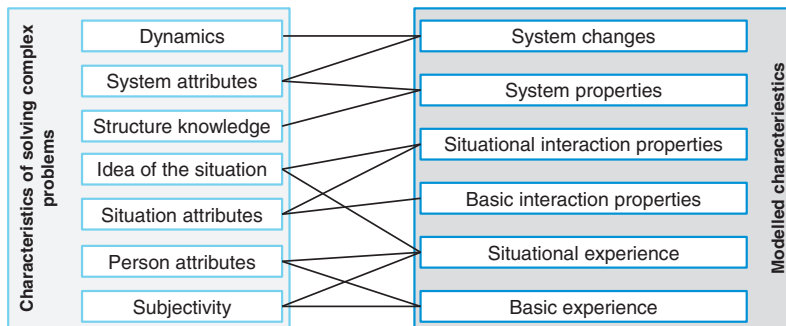 Characteristics of solving complex
problems
Dynamics
System attributes
Structure knowledge
Idea of the situation
Situation attributes
Person attributes
Subjectivity
System changes
System properties
Situational interaction properties
Basic interaction properties
Situational experience
Basic experience
Modelled characteriestics